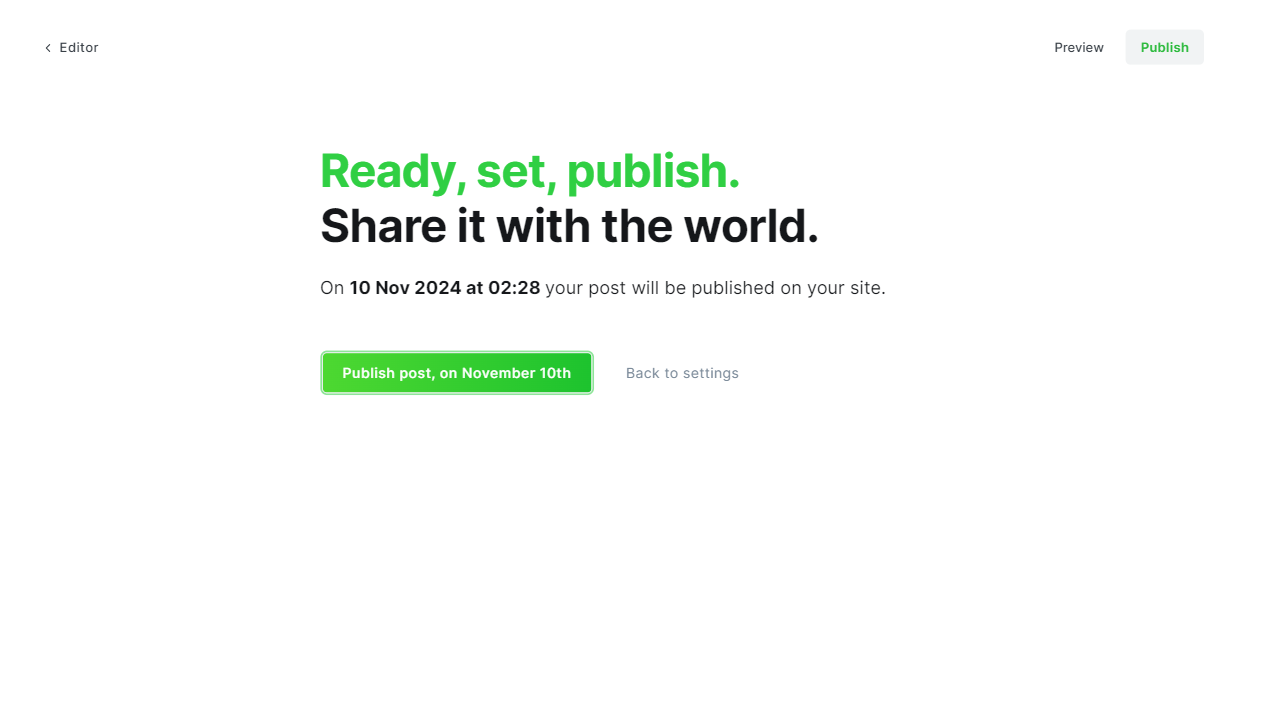 Editor
Preview
Publish
Ready, set, publish.
Share it with the world.
On 10 Nov 2024 at 02:28 your post will be published on your site.
Publish post, on November 10th
Back to settings